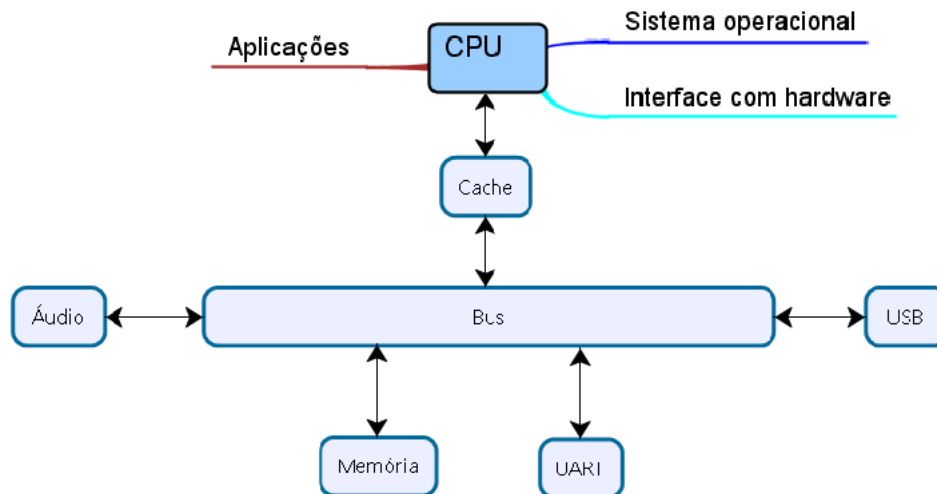 Sistema operacional
Aplicações
CPU
Interface com hardware
Cache
Áudio
Bus
USB
Memória
UART